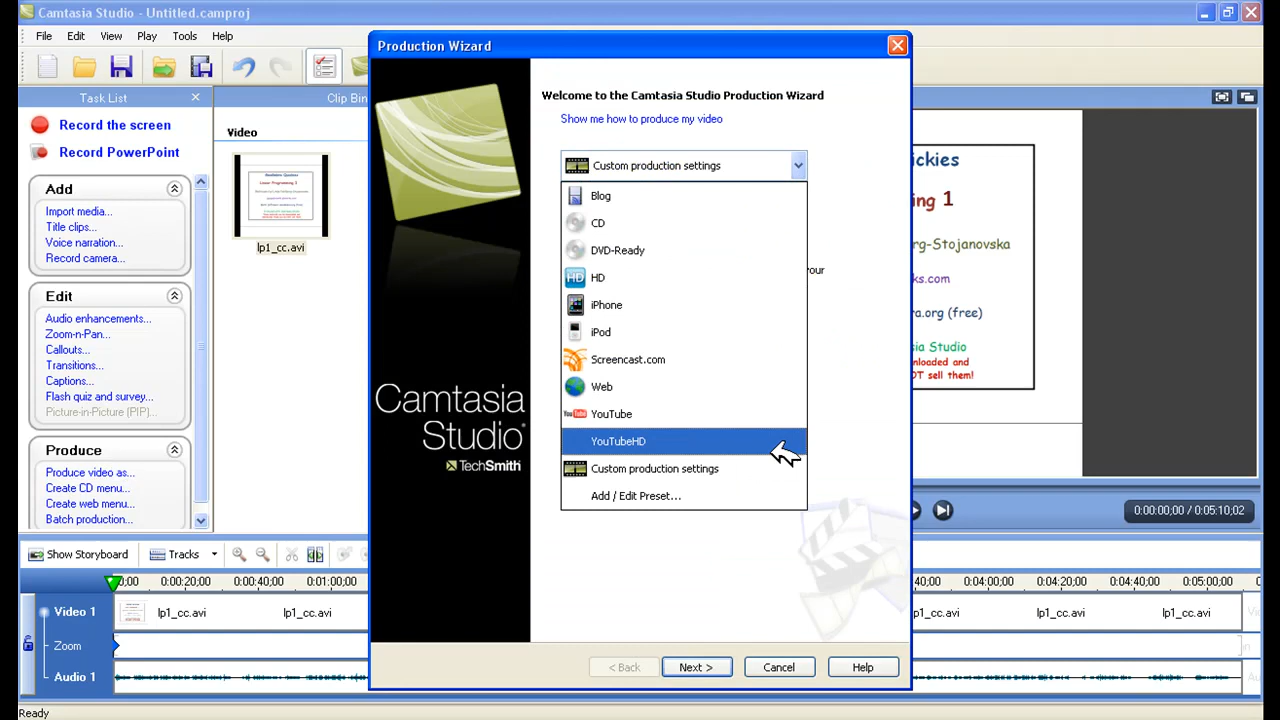 Camtasia Studio - Untitled.camproj
File Edit View Play Tools Help
Task List
Record the screen
Record PowerPoint
Add
Import media...
Title clips...
Voice narration...
Record camera...
Edit
Audio enhancements...
Zoom-n-Pan...
Callouts...
Transitions...
Captions...
Flash quiz and survey...
Picture-in-Picture (PIP)...
Produce
Produce video as...
Create CD menu...
Create web menu...
Batch production...
Clip Bin
Video
lp1_cc.avi
Production Wizard
Camtasia
Studio
TechSmith
Welcome to the Camtasia Studio Production Wizard
Show me how to produce my video
Custom production settings
Blog
CD
DVD-Ready
HD
iPhone
iPod
Screencast.com
Web
YouTube
YouTubeHD
Custom production settings
Add / Edit Preset...
< Back Next > Cancel Help
ickies
ing 1
rg-Stojanovska
ks.com
ra.org (free)
sia Studio
nloaded and
OT sell them!
0:00:00;00 / 0:05:10;02
Show Storyboard Tracks
0:00:20;00 0:00:40;00 0:01:00;00 0:04:00;00 0:04:20;00 0:04:40;00 0:05:00;00
Video 1 lp1_cc.avi lp1_cc.avi p1_cc.avi lp1_cc.avi lp1_cc.avi
Zoom
Audio 1
Ready